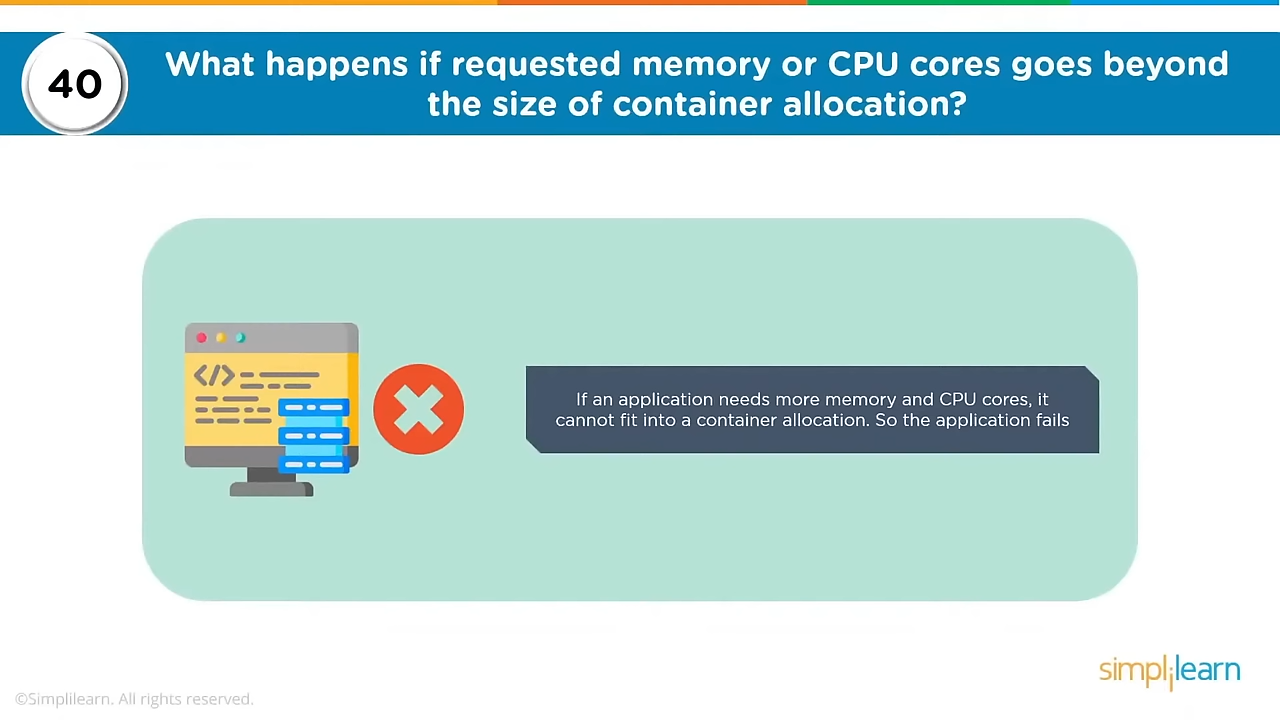 40
What happens if requested memory or CPU cores goes beyond
the size of container allocation?
</>
If an application needs more memory and CPU cores, it
cannot fit into a container allocation. So the application fails
simplilearn
©Simplilearn. All rights reserved.